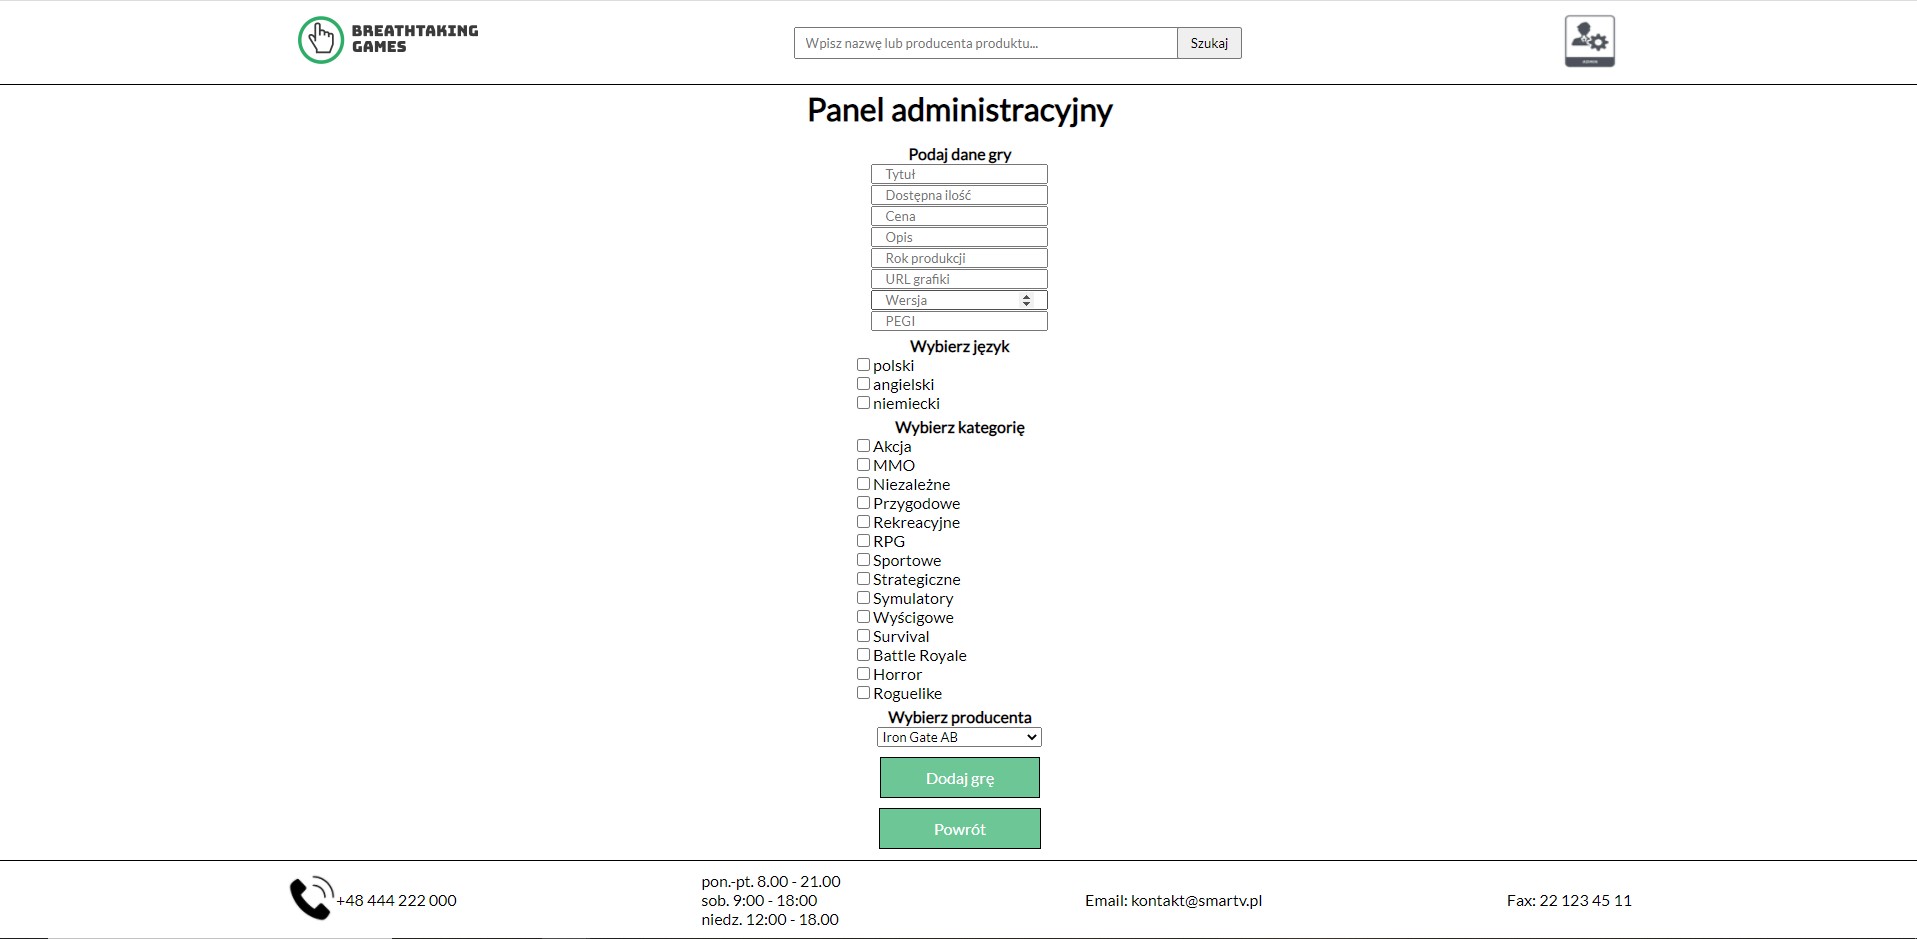 BREATHTAKING
GAMES
Wpisz nazwę lub producenta produktu...
Szukaj
ADMIN
Panel administracyjny
Podaj dane gry
Tytuł
Dostępna ilość
Cena
Opis
Rok produkcji
URL grafiki
Wersja
PEGI
Wybierz język
polski
angielski
niemiecki
Wybierz kategorię
Akcja
MMO
Niezależne
Przygodowe
Rekreacyjne
RPG
Sportowe
Strategiczne
Symulatory
Wyścigowe
Survival
Battle Royale
Horror
Roguelike
Wybierz producenta
Iron Gate AB
Dodaj grę
Powrót
+48 444 222 000
pon.-pt. 8.00 - 21.00
sob. 9:00 - 18:00
niedz. 12:00 - 18.00
Email: kontakt@smartv.pl
Fax: 22 123 45 11